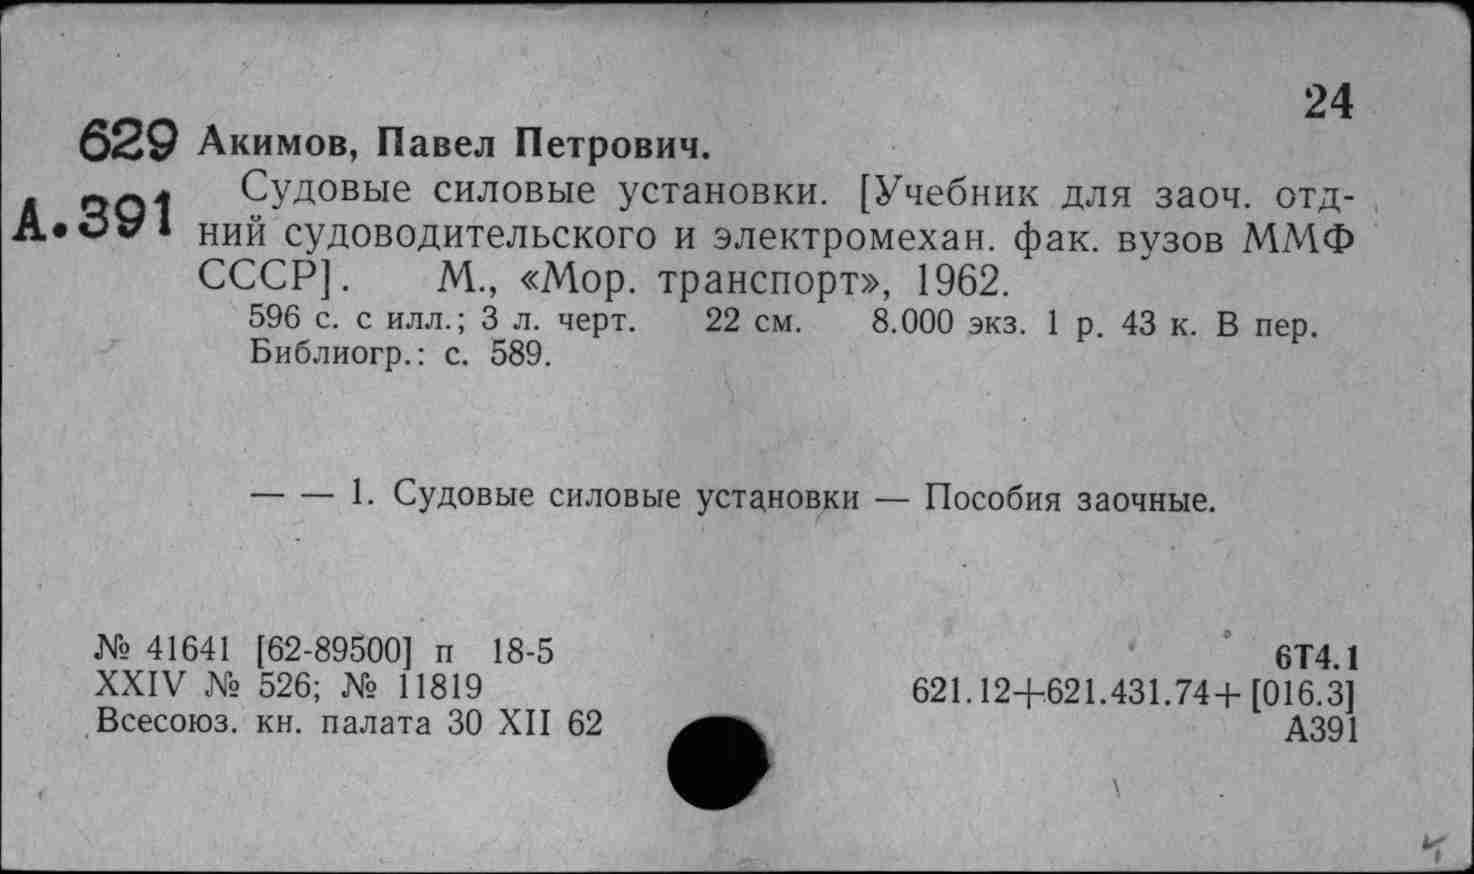 24
629 Акимов, Павел Петрович.
А.391 Судовые силовые установки. [Учебник для заоч. отд-
ний судоводительского и электромехан. фак. вузов ММФ
СССР]. М., «Мор. транспорт», 1962.
596 с. с илл.; 3 л. черт. 22 см. 8.000 экз. 1 р. 43 к. В пер.
Библиогр.: с. 589.
— — 1. Судовые силовые установки — Пособия заочные.
№ 41641 [62-89500] п 18-5
XXIV № 526; № 11819
Всесоюз. кн. палата 30 XII 62
6Т4.1
621.12+621.431.74+[016.3]
А391